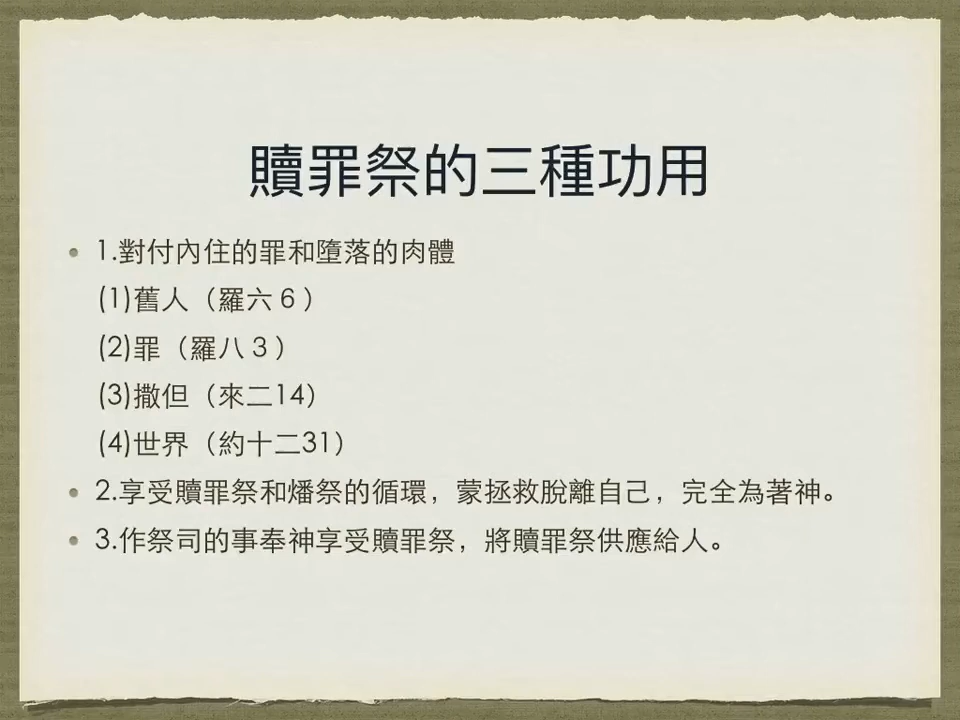 贖罪祭的三種功用
• 1.對付內住的罪和墮落的肉體
(1)舊人（羅六６）
(2)罪（羅八３）
(3)撒但（來二14）
(4)世界（約十二31）
• 2.享受贖罪祭和燔祭的循環，蒙拯救脫離自己，完全為著神。
• 3.作祭司的事奉神享受贖罪祭，將贖罪祭供應給人。